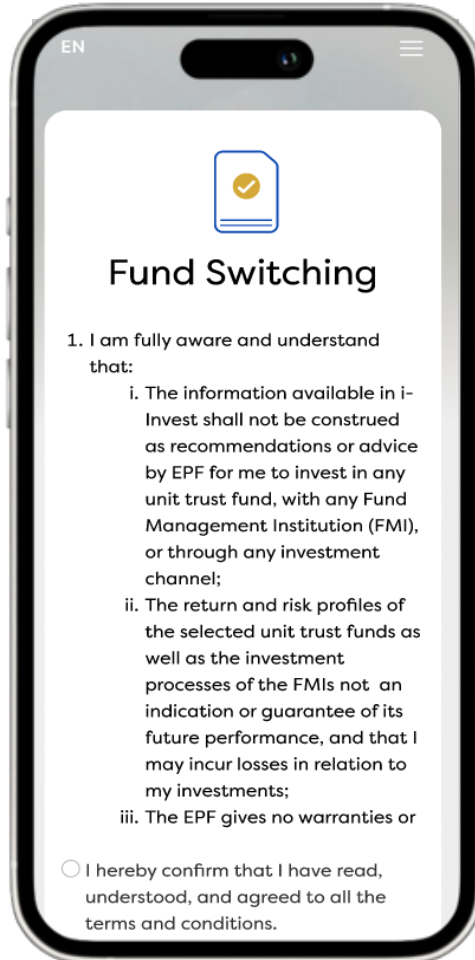 EN
Fund Switching
1. I am fully aware and understand
that:
i. The information available in i-
Invest shall not be construed
as recommendations or advice
by EPF for me to invest in any
unit trust fund, with any Fund
Management Institution (FMI),
or through any investment
channel;
ii. The return and risk profiles of
the selected unit trust funds as
well as the investment
processes of the FMIs not  an
indication or guarantee of its
future performance, and that I
may incur losses in relation to
my investments;
iii. The EPF gives no warranties or
I hereby confirm that I have read,
understood, and agreed to all the
terms and conditions.